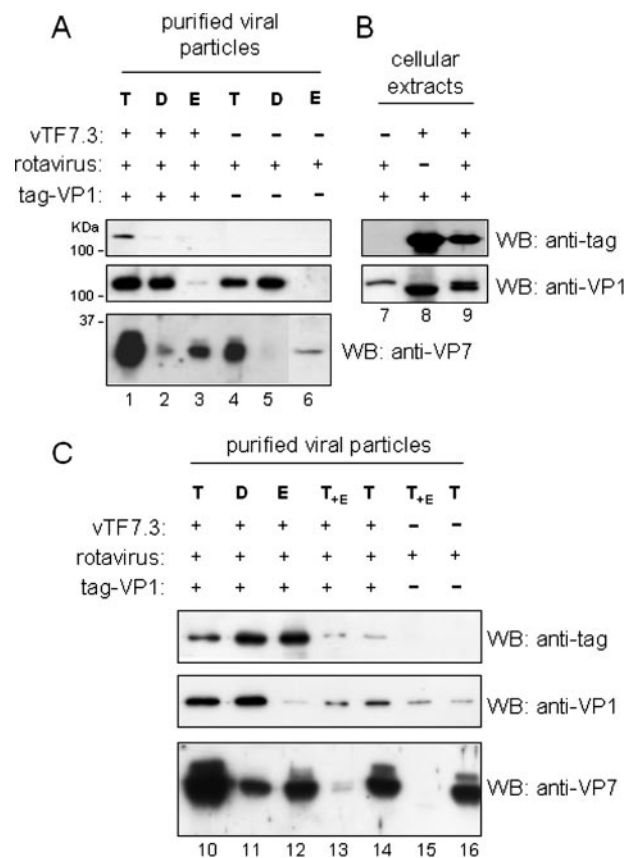 A
purified viral
particles
T D E T D E
vTF7.3: + + + - - -
rotavirus: + + + + + +
tag-VP1: + + + - - -
KDa
100 -
100 -
37 -
WB: anti-VP7
1 2 3 4 5 6
B
cellular
extracts
- + +
+ - +
+ + +
WB: anti-tag
WB: anti-VP1
7 8 9
C
purified viral particles
T D E T+E T T+E T
vTF7.3: + + + + + - -
rotavirus: + + + + + + +
tag-VP1: + + + + + - -
WB: anti-tag
WB: anti-VP1
WB: anti-VP7
10 11 12 13 14 15 16